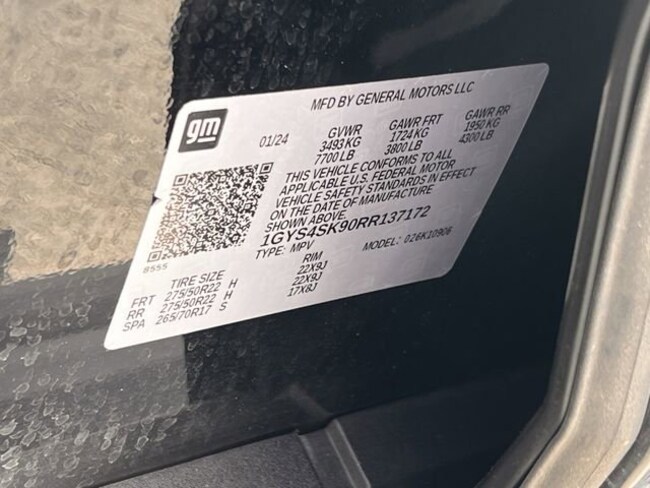 gm
MFD BY GENERAL MOTORS LLC
01/24 GVWR GAWR FRT GAWR RR
3493 KG 1724 KG 1950 KG
7700 LB 3800 LB 4300 LB
THIS VEHICLE CONFORMS TO ALL
APPLICABLE U.S. FEDERAL MOTOR
VEHICLE SAFETY STANDARDS IN EFFECT
ON THE DATE OF MANUFACTURE
SHOWN ABOVE.
1GYS4SK90RR137172
TYPE: MPV MODEL: 026K10906
8555
TIRE SIZE RIM
FRT 275/50R22 H 22X9J
RR 275/50R22 H 22X9J
SPA 265/70R17 S 17X8J